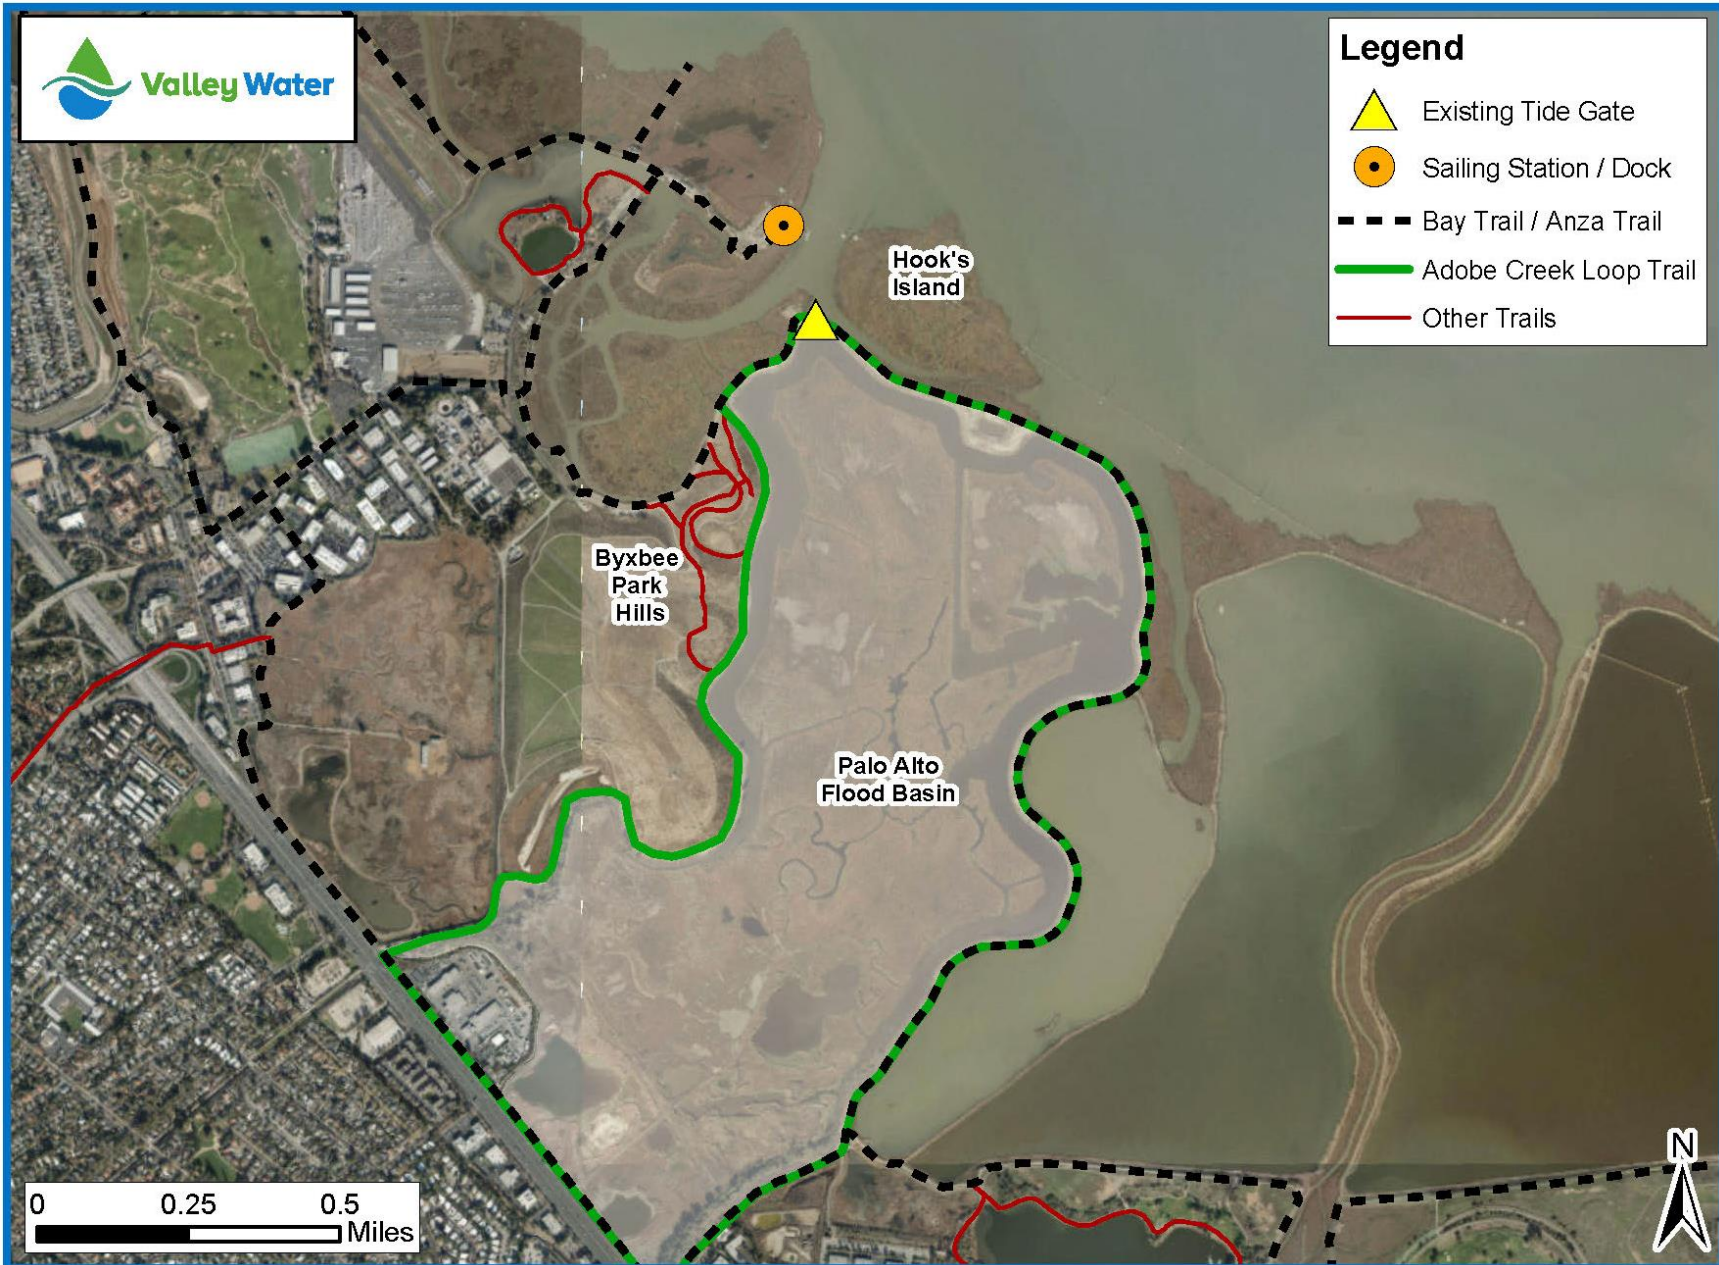 Valley Water
Legend
Existing Tide Gate
Sailing Station / Dock
Bay Trail / Anza Trail
Adobe Creek Loop Trail
Other Trails
Hook's
Island
Byxbee
Park
Hills
Palo Alto
Flood Basin
N
0 0.25 0.5
Miles